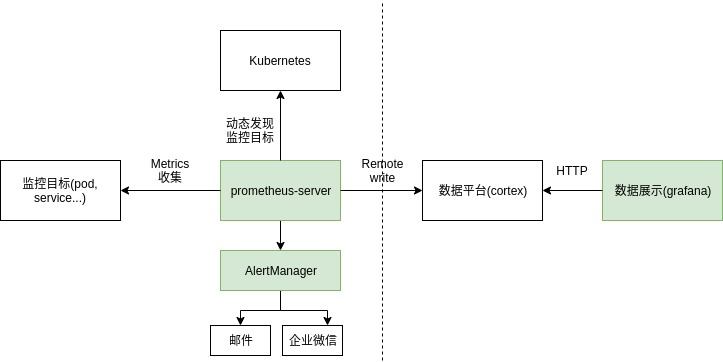 Kubernetes
动态发现
监控目标
Metrics
收集
Remote
write
HTTP
监控目标(pod,
service...)
prometheus-server
数据平台(cortex)
数据展示(grafana)
AlertManager
邮件
企业微信